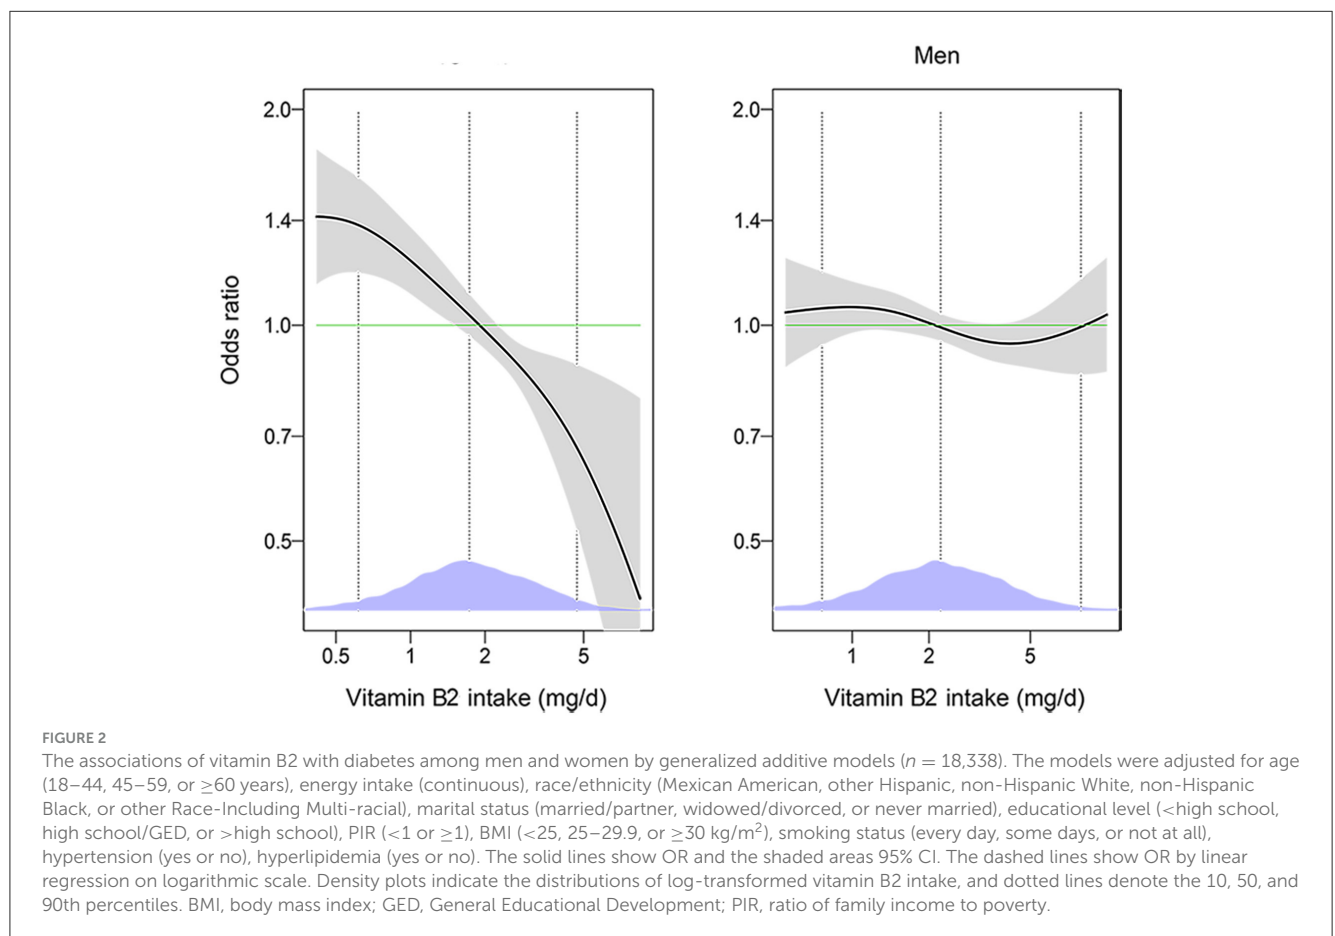 Men
2.0
1.4
1.0
0.7
0.5
Odds ratio
0.5 1 2 5
Vitamin B2 intake (mg/d)
2.0
1.4
1.0
0.7
0.5
1 2 5
Vitamin B2 intake (mg/d)
FIGURE 2
The associations of vitamin B2 with diabetes among men and women by generalized additive models (n = 18,338). The models were adjusted for age
(18–44, 45–59, or ≥60 years), energy intake (continuous), race/ethnicity (Mexican American, other Hispanic, non-Hispanic White, non-Hispanic
Black, or other Race-Including Multi-racial), marital status (married/partner, widowed/divorced, or never married), educational level (<high school,
high school/GED, or >high school), PIR (<1 or ≥1), BMI (<25, 25–29.9, or ≥30 kg/m²), smoking status (every day, some days, or not at all),
hypertension (yes or no), hyperlipidemia (yes or no). The solid lines show OR and the shaded areas 95% CI. The dashed lines show OR by linear
regression on logarithmic scale. Density plots indicate the distributions of log-transformed vitamin B2 intake, and dotted lines denote the 10, 50, and
90th percentiles. BMI, body mass index; GED, General Educational Development; PIR, ratio of family income to poverty.